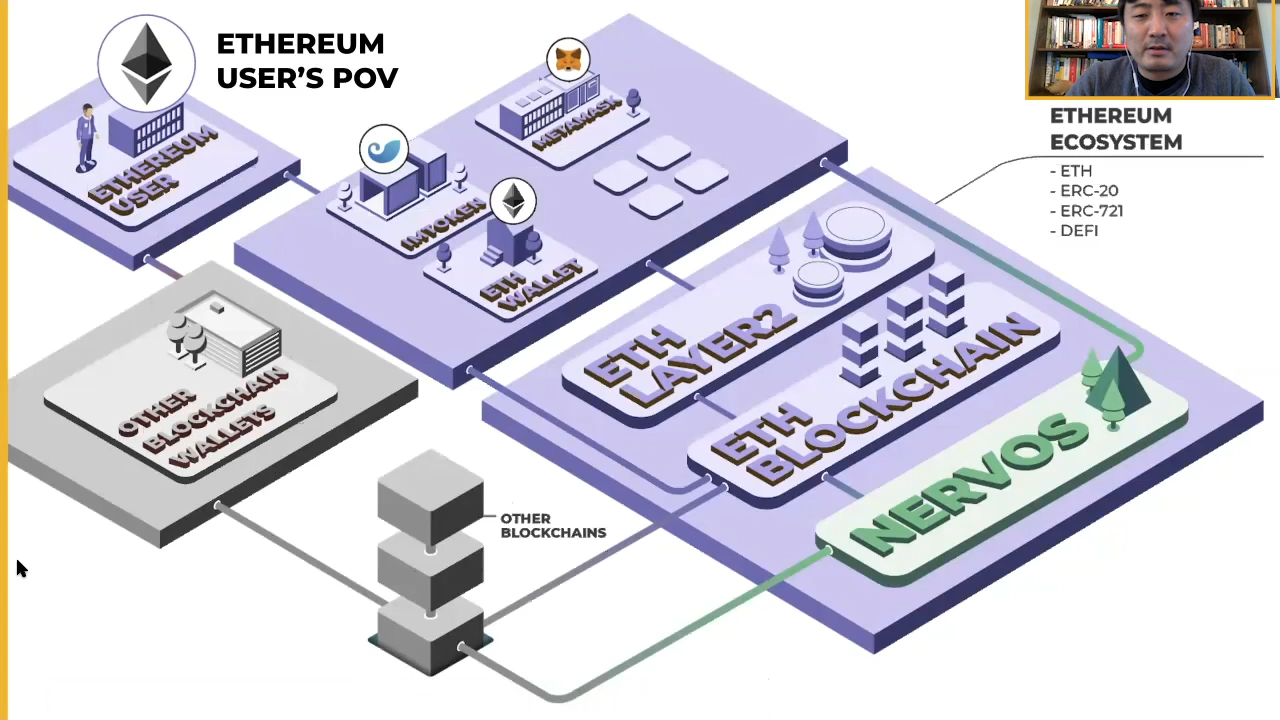 ETHEREUM
USER'S POV
ETHEREUM
USER
METAMASK
IMTOKEN
ETH
WALLET
ETHEREUM
ECOSYSTEM
- ETH
- ERC-20
- ERC-721
- DEFI
ETH
LAYER2
ETH
BLOCKCHAIN
NERVOS
OTHER
BLOCKCHAIN
WALLETS
OTHER
BLOCKCHAINS